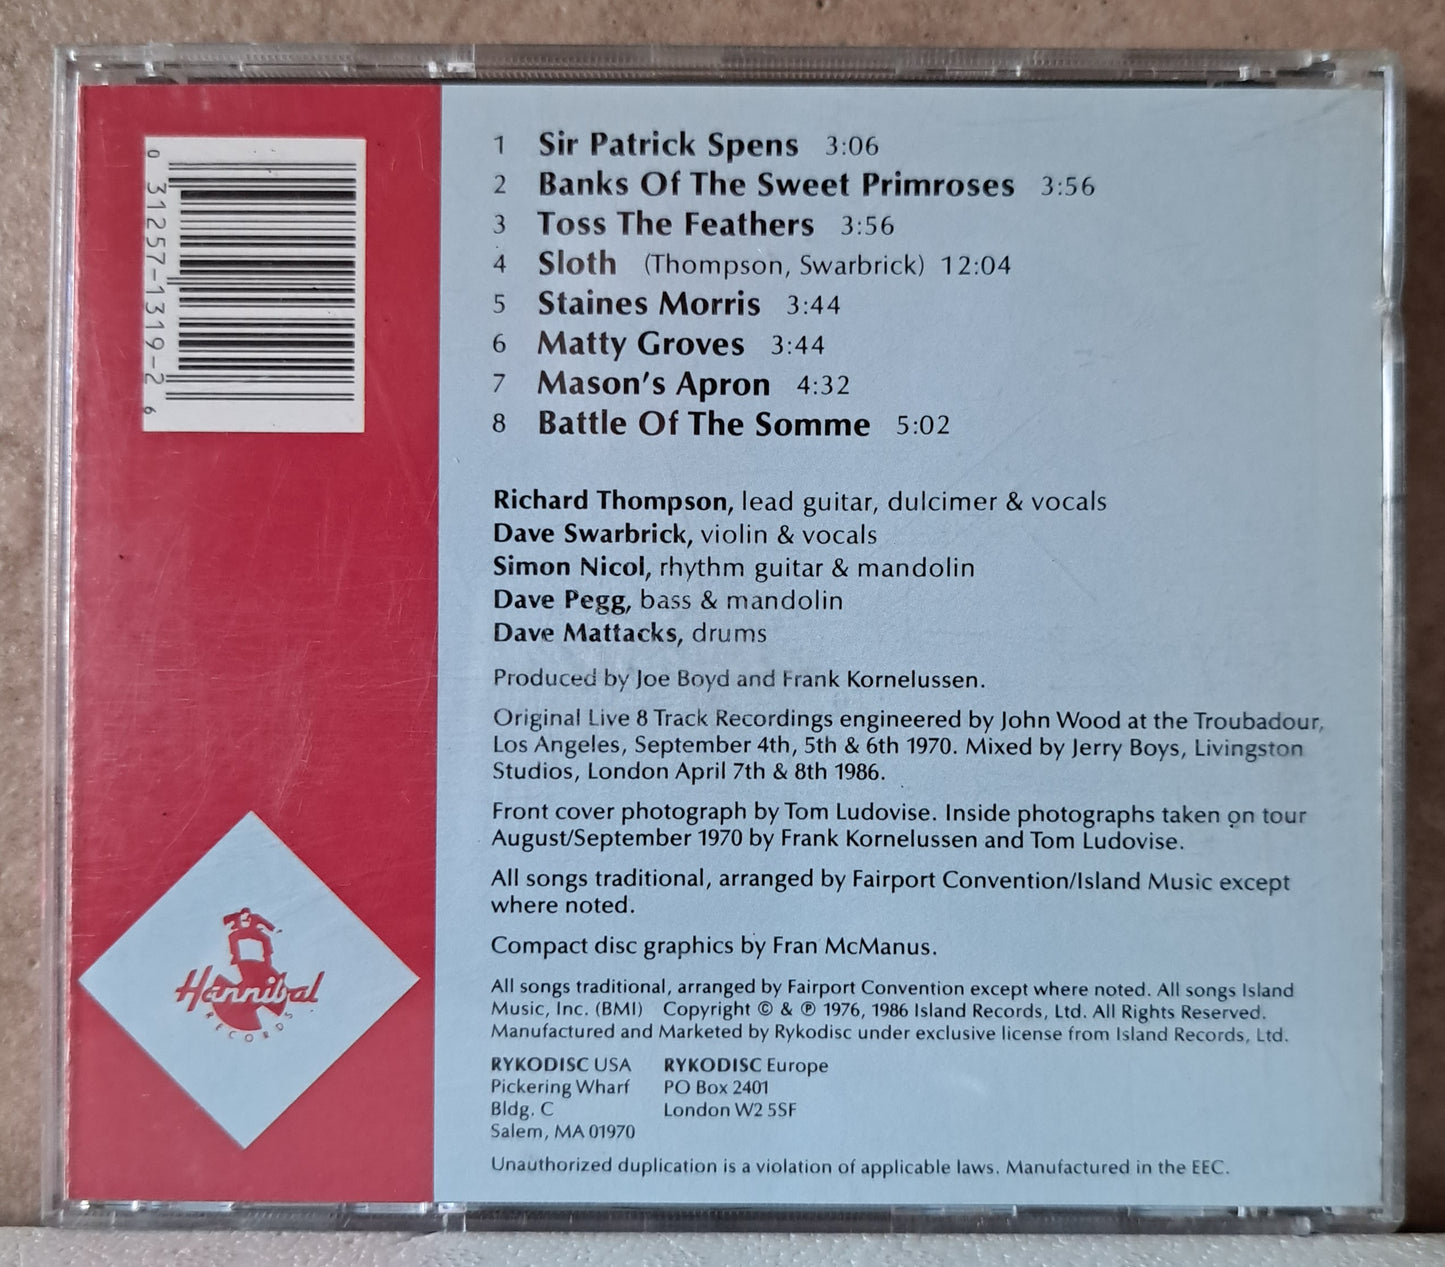 0 31257-1319-2 6
1 Sir Patrick Spens 3:06
2 Banks Of The Sweet Primroses 3:56
3 Toss The Feathers 3:56
4 Sloth (Thompson, Swarbrick) 12:04
5 Staines Morris 3:44
6 Matty Groves 3:44
7 Mason's Apron 4:32
8 Battle Of The Somme 5:02
Richard Thompson, lead guitar, dulcimer & vocals
Dave Swarbrick, violin & vocals
Simon Nicol, rhythm guitar & mandolin
Dave Pegg, bass & mandolin
Dave Mattacks, drums
Produced by Joe Boyd and Frank Kornelussen.
Original Live 8 Track Recordings engineered by John Wood at the Troubadour,
Los Angeles, September 4th, 5th & 6th 1970. Mixed by Jerry Boys, Livingston
Studios, London April 7th & 8th 1986.
Front cover photograph by Tom Ludovise. Inside photographs taken on tour
August/September 1970 by Frank Kornelussen and Tom Ludovise.
All songs traditional, arranged by Fairport Convention/Island Music except
where noted.
Compact disc graphics by Fran McManus.
All songs traditional, arranged by Fairport Convention except where noted. All songs Island
Music, Inc. (BMI) Copyright © & ℗ 1976, 1986 Island Records, Ltd. All Rights Reserved.
Manufactured and Marketed by Rykodisc under exclusive license from Island Records, Ltd.
RYKODISC USA RYKODISC Europe
Pickering Wharf PO Box 2401
Bldg. C London W2 5SF
Salem, MA 01970
Unauthorized duplication is a violation of applicable laws. Manufactured in the EEC.
Hannibal
RECORDS